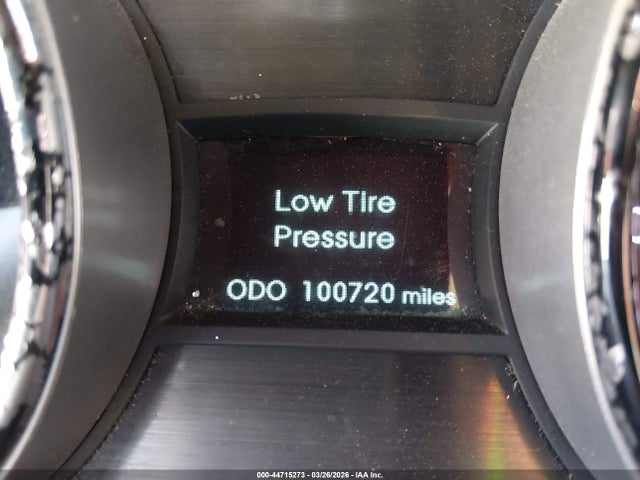 Low Tire
Pressure
ODO 100720 miles
000-44715273 | 03/26/2026 | IAA Inc.